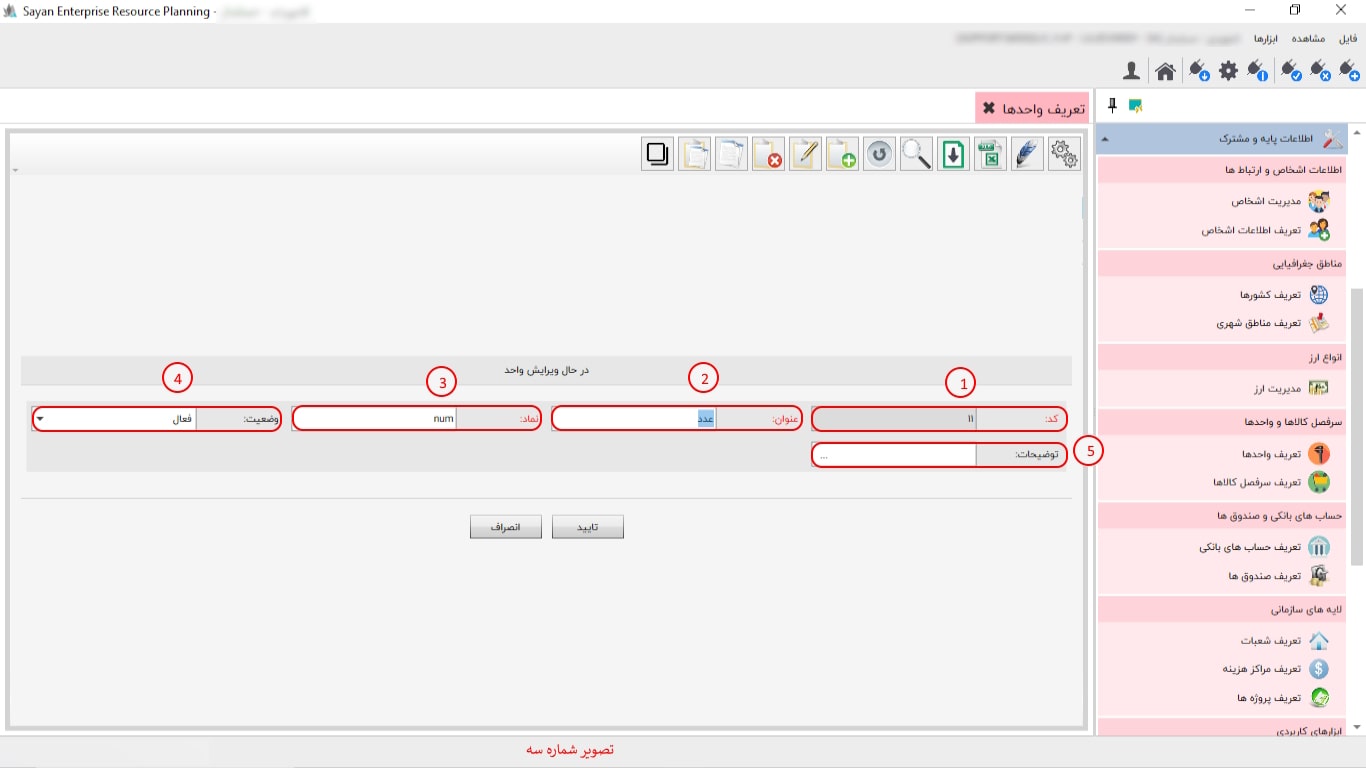 Sayan Enterprise Resource Planning -
فایل مشاهده ابزارها
تعریف واحدها
اطلاعات پایه و مشترک
اطلاعات اشخاص و ارتباط ها
مدیریت اشخاص
تعریف اطلاعات اشخاص
مناطق جغرافیایی
تعریف کشورها
تعریف مناطق شهری
انواع ارز
مدیریت ارز
سرفصل کالاها و واحدها
تعریف واحدها
تعریف سرفصل کالاها
حساب های بانکی و صندوق ها
تعریف حساب های بانکی
تعریف صندوق ها
لایه های سازمانی
تعریف شعبات
تعریف مراکز هزینه
تعریف پروژه ها
ابزارهای کاربردی
در حال ویرایش واحد
1 2 3 4
کد: 11 عنوان: عدد نماد: num وضعیت: فعال
توضیحات: ... 5
تایید انصراف
تصویر شماره سه